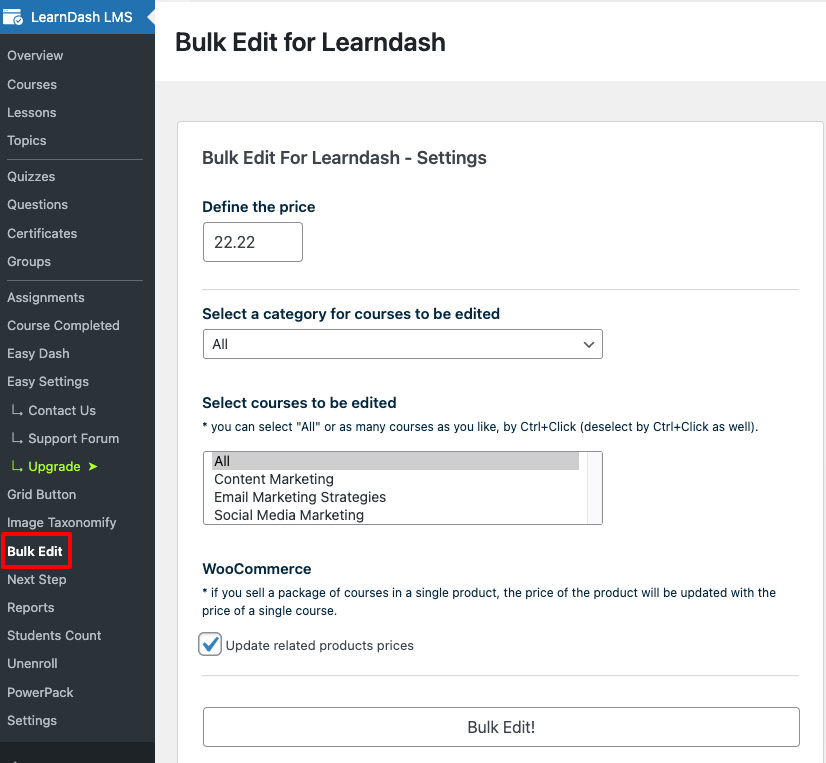 LearnDash LMS
Overview
Courses
Lessons
Topics
Quizzes
Questions
Certificates
Groups
Assignments
Course Completed
Easy Dash
Easy Settings
Contact Us
Support Forum
Upgrade ➤
Grid Button
Image Taxonomify
Bulk Edit
Next Step
Reports
Students Count
Unenroll
PowerPack
Settings
Bulk Edit for Learndash
Bulk Edit For Learndash - Settings
Define the price
22.22
Select a category for courses to be edited
All
Select courses to be edited
* you can select "All" or as many courses as you like, by Ctrl+Click (deselect by Ctrl+Click as well).
All
Content Marketing
Email Marketing Strategies
Social Media Marketing
WooCommerce
* if you sell a package of courses in a single product, the price of the product will be updated with the
price of a single course.
Update related products prices
Bulk Edit!